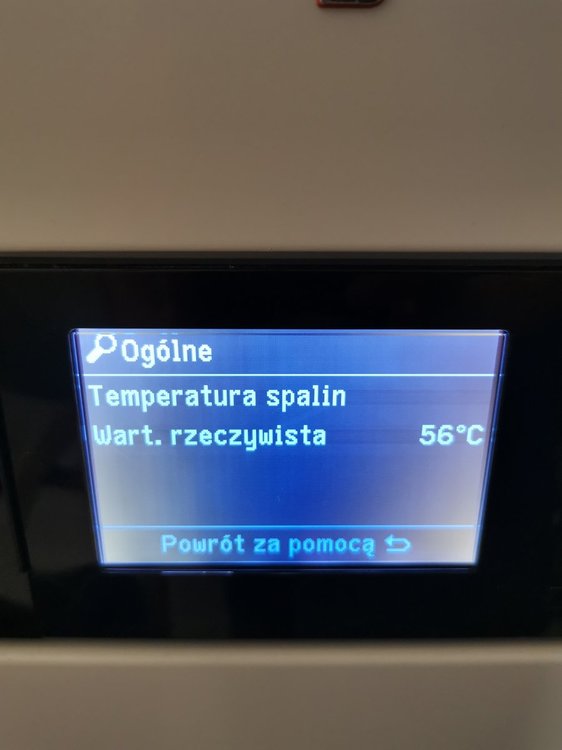 Ogólne
Temperatura spalin
Wart. rzeczywista 56°C
Powrót za pomocą